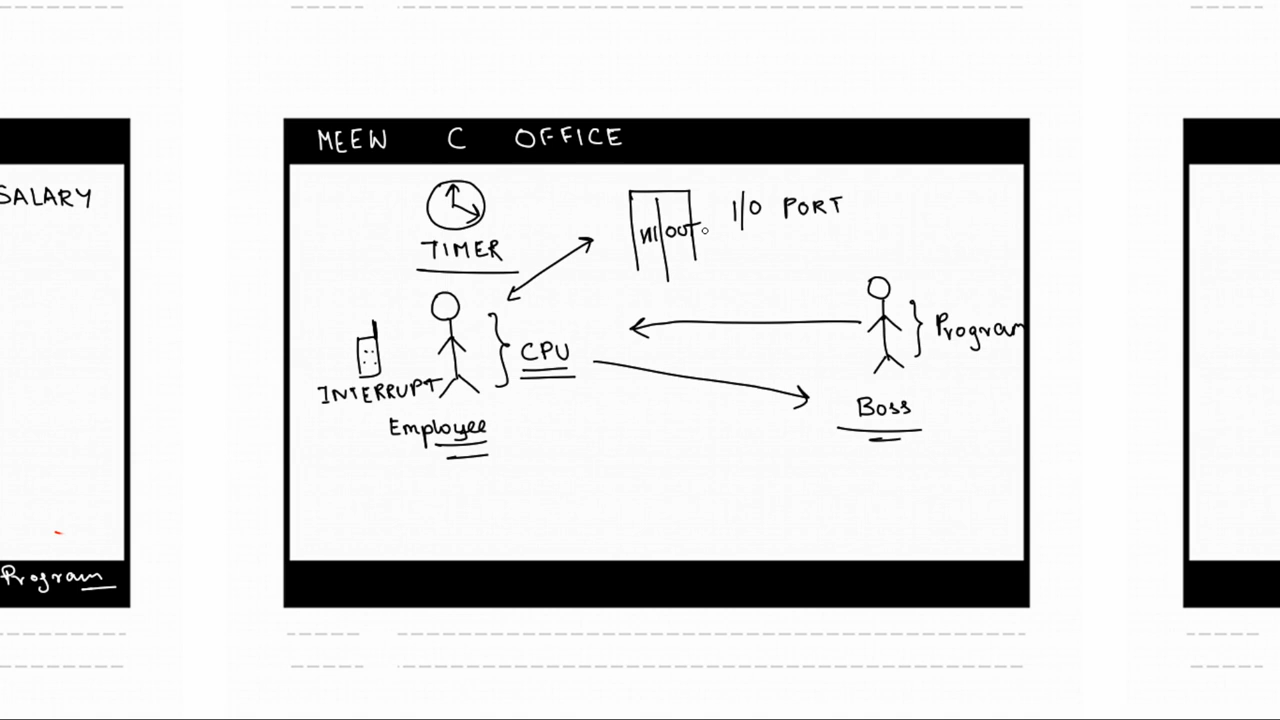 SALARY
Program
MEEW C OFFICE
TIMER
IN OUT
I/O PORT
INTERRUPT
CPU
Employee
Program
Boss